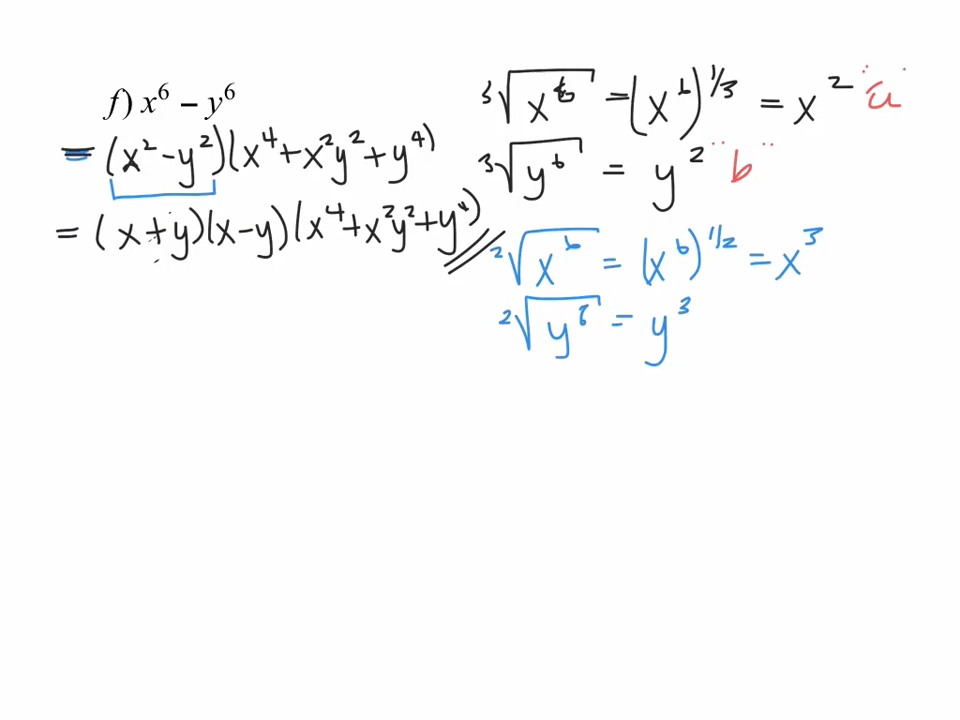 f) x⁶ − y⁶
= (x² − y²)(x⁴ + x²y² + y⁴)
= (x + y)(x − y)(x⁴ + x²y² + y⁴)
³√x⁶ = (x⁶)^1/3 = x² "a"
³√y⁶ = y² "b"
²√x⁶ = (x⁶)^1/2 = x³
²√y⁶ = y³